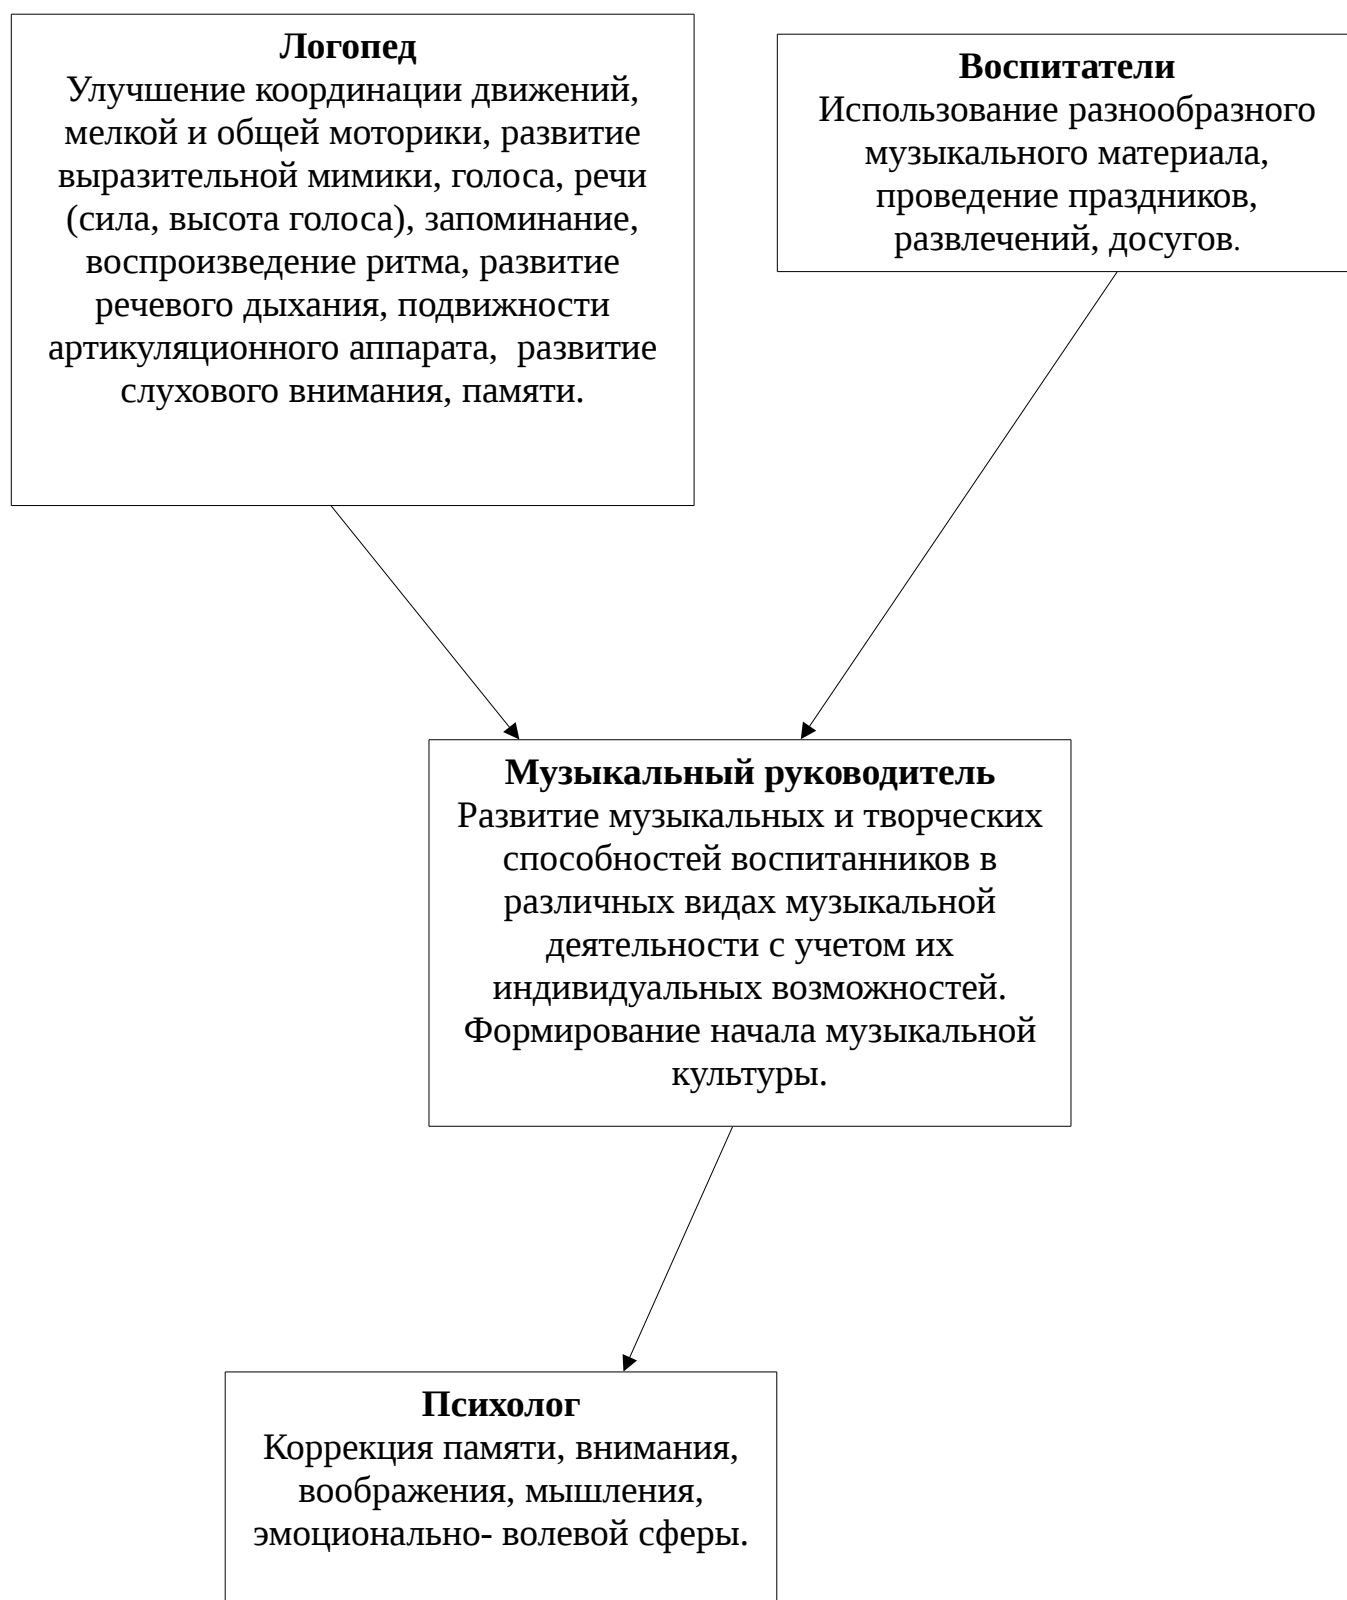 Логопед
Улучшение координации движений,
мелкой и общей моторики, развитие
выразительной мимики, голоса, речи
(сила, высота голоса), запоминание,
воспроизведение ритма, развитие
речевого дыхания, подвижности
артикуляционного аппарата,  развитие
слухового внимания, памяти.
Воспитатели
Использование разнообразного
музыкального материала,
проведение праздников,
развлечений, досугов.
Музыкальный руководитель
Развитие музыкальных и творческих
способностей воспитанников в
различных видах музыкальной
деятельности с учетом их
индивидуальных возможностей.
Формирование начала музыкальной
культуры.
Психолог
Коррекция памяти, внимания,
воображения, мышления,
эмоционально- волевой сферы.